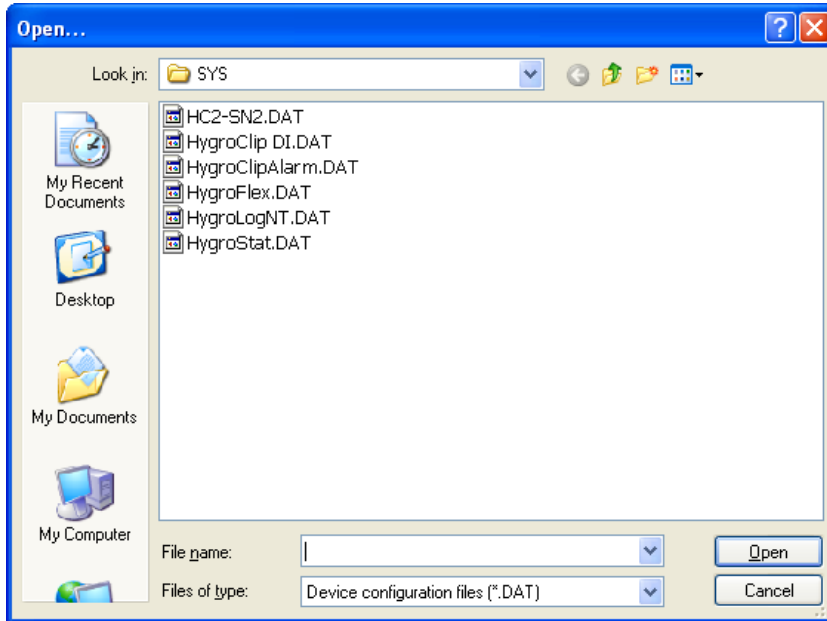 Open...
Look in:
SYS
My Recent
Documents
Desktop
My Documents
My Computer
HC2-SN2.DAT
HygroClip DI.DAT
HygroClipAlarm.DAT
HygroFlex.DAT
HygroLogNT.DAT
HygroStat.DAT
File name:
Open
Files of type:
Device configuration files (*.DAT)
Cancel